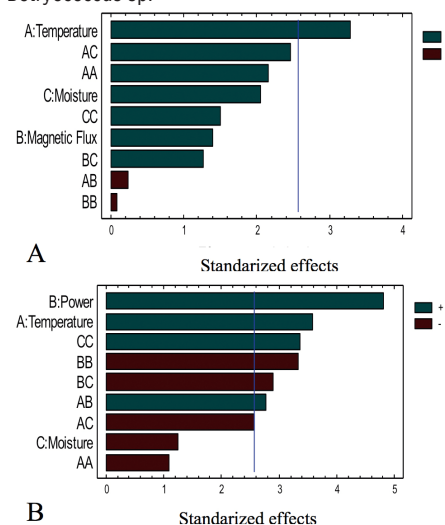 A:Temperature
AC
AA
C:Moisture
CC
B:Magnetic Flux
BC
AB
BB
0 1 2 3 4
A
Standarized effects
B:Power
A:Temperature
CC
BB
BC
AB
AC
C:Moisture
AA
+
-
0 1 2 3 4 5
B
Standarized effects